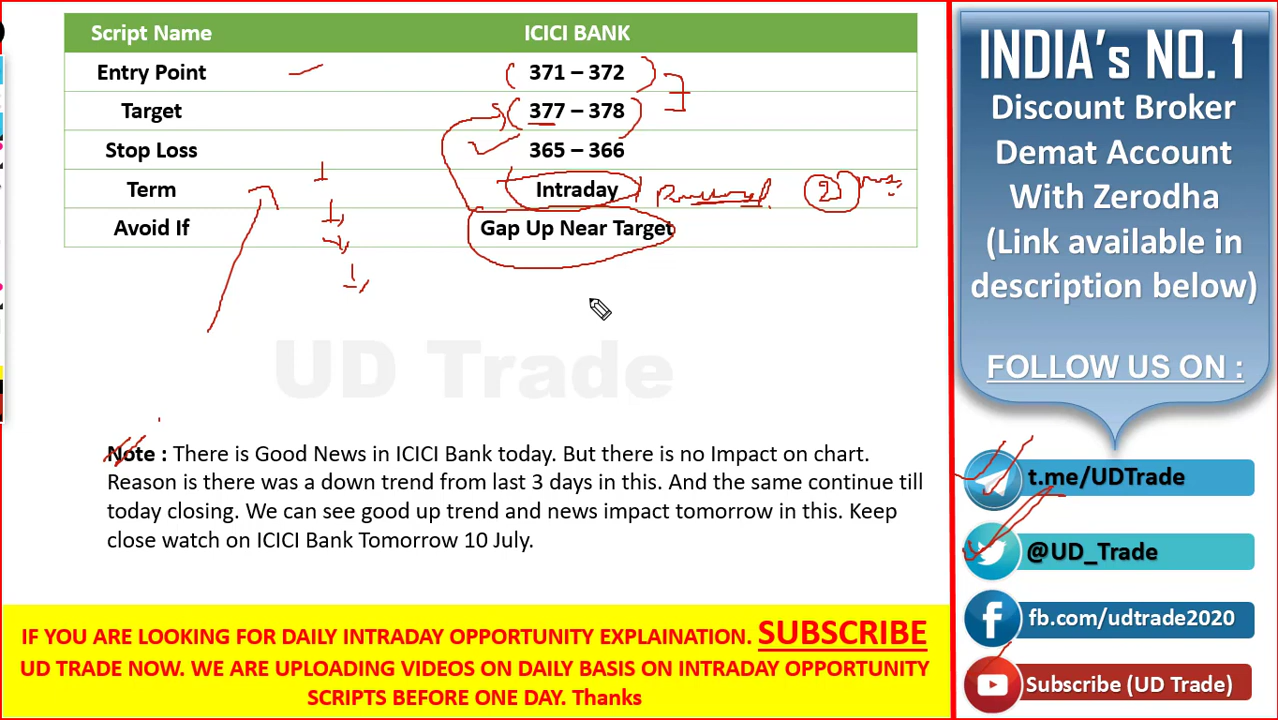 Script Name ICICI BANK
Entry Point 371 – 372
Target 377 – 378
Stop Loss 365 – 366
Term Intraday
Avoid If Gap Up Near Target
UD Trade
Note : There is Good News in ICICI Bank today. But there is no Impact on chart.
Reason is there was a down trend from last 3 days in this. And the same continue till
today closing. We can see good up trend and news impact tomorrow in this. Keep
close watch on ICICI Bank Tomorrow 10 July.
IF YOU ARE LOOKING FOR DAILY INTRADAY OPPORTUNITY EXPLAINATION. SUBSCRIBE
UD TRADE NOW. WE ARE UPLOADING VIDEOS ON DAILY BASIS ON INTRADAY OPPORTUNITY
SCRIPTS BEFORE ONE DAY. Thanks
INDIA's NO. 1
Discount Broker
Demat Account
With Zerodha
(Link available in
description below)
FOLLOW US ON :
t.me/UDTrade
@UD_Trade
fb.com/udtrade2020
Subscribe (UD Trade)